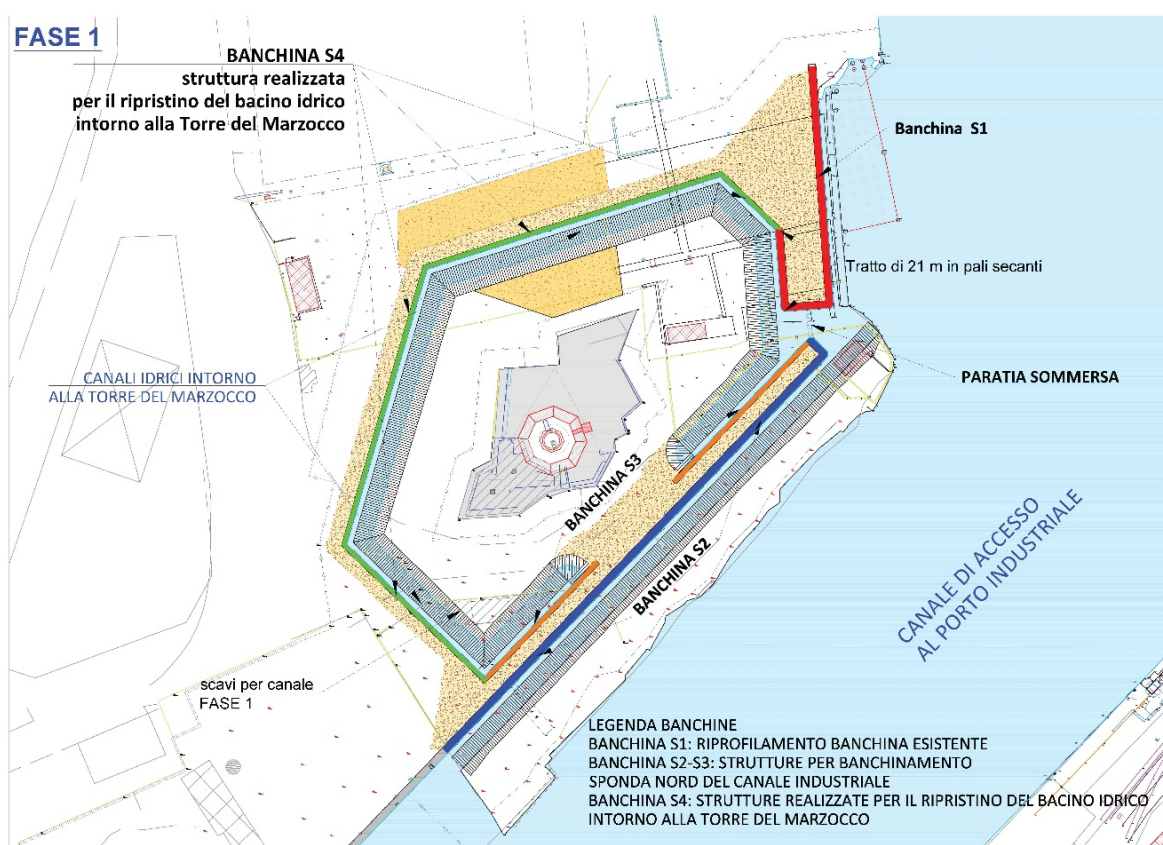 FASE 1
BANCHINA S4
struttura realizzata
per il ripristino del bacino idrico
intorno alla Torre del Marzocco
Banchina S1
Tratto di 21 m in pali secanti
CANALI IDRICI INTORNO
ALLA TORRE DEL MARZOCCO
PARATIA SOMMERSA
BANCHINA S3
BANCHINA S2
CANALE DI ACCESSO
AL PORTO INDUSTRIALE
scavi per canale
FASE 1
LEGENDA BANCHINE
BANCHINA S1: RIPROFILAMENTO BANCHINA ESISTENTE
BANCHINA S2-S3: STRUTTURE PER BANCHINAMENTO
SPONDA NORD DEL CANALE INDUSTRIALE
BANCHINA S4: STRUTTURE REALIZZATE PER IL RIPRISTINO DEL BACINO IDRICO
INTORNO ALLA TORRE DEL MARZOCCO